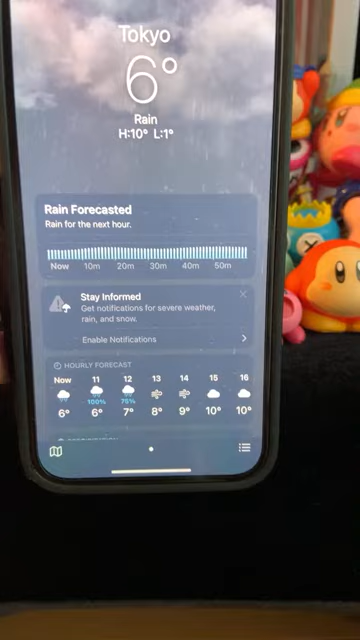 Tokyo
6°
Rain
H:10° L:1°
Rain Forecasted
Rain for the next hour.
Now 10m 20m 30m 40m 50m
Stay Informed
Get notifications for severe weather,
rain, and snow.
Enable Notifications
HOURLY FORECAST
Now 11 12 13 14 15 16
100% 75%
6° 6° 7° 8° 9° 10° 10°